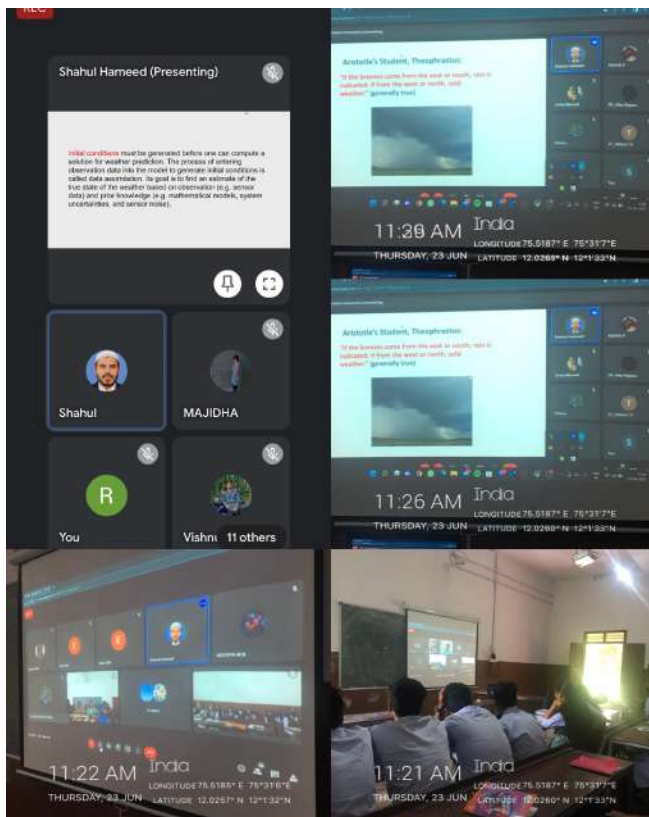 REC
Shahul Hameed (Presenting)
Initial conditions must be generated before one can compute a
solution for weather prediction. The process of entering
observation data into the model to generate initial conditions is
called data assimilation. Its goal is to find an estimate of the
true state of the weather based on observation (e.g. sensor
data) and prior knowledge (e.g. mathematical models, system
uncertainties, and sensor noise).
Shahul
MAJIDHA
R
You
Vishnu
11 others
Aristotle's Student, Theophrastus:
"If the breezes come from the east or south, rain is
indicated. If from the west or north, cold
weather." (generally true)
AM
India
LONGITUDE 75.5187° E 75°31'7"E
THURSDAY, 23 JUN
LATITUDE 12.0260° N 12°1'33"N
Aristotle's Student, Theophrastus:
"If the breezes come from the east or south, rain is
indicated. If from the west or north, cold
weather." (generally true)
11:26 AM
India
LONGITUDE 75.5187° E 75°31'7"E
THURSDAY, 23 JUN
LATITUDE 12.0260° N 12°1'33"N
11:22 AM
India
LONGITUDE 75.5185° E 75°31'6"E
THURSDAY, 23 JUN
LATITUDE 12.0257° N 12°1'32"N
11:21 AM
India
LONGITUDE 75.5187° E 75°31'7"E
THURSDAY, 23 JUN
LATITUDE 12.0260° N 12°1'33"N